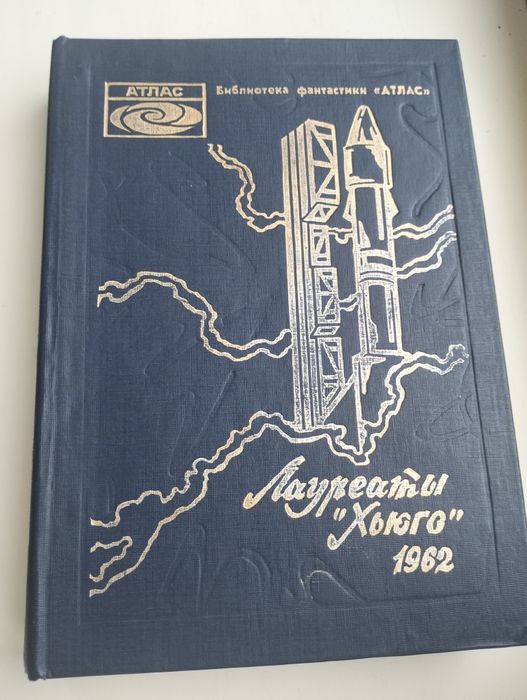 АТЛАС
Библиотека фантастики «АТЛАС»
Лауреаты
"Хьюго"
1962